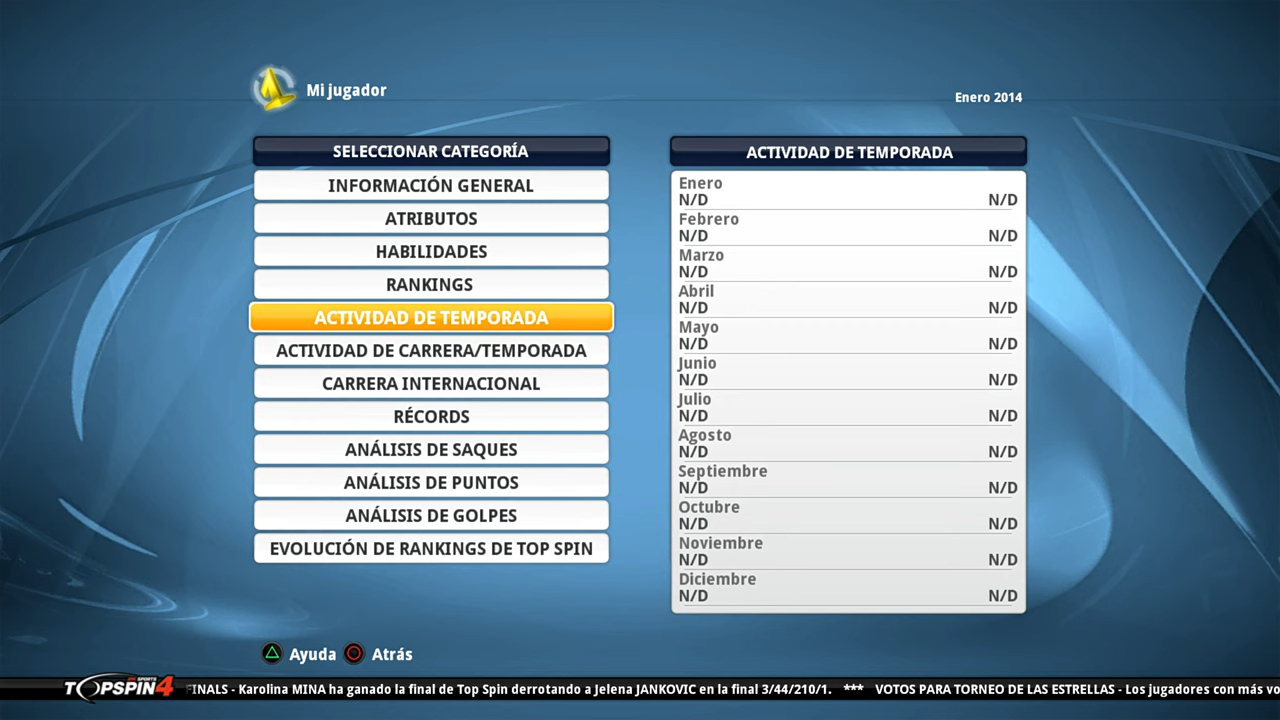 Mi jugador
Enero 2014
SELECCIONAR CATEGORÍA
INFORMACIÓN GENERAL
ATRIBUTOS
HABILIDADES
RANKINGS
ACTIVIDAD DE TEMPORADA
ACTIVIDAD DE CARRERA/TEMPORADA
CARRERA INTERNACIONAL
RÉCORDS
ANÁLISIS DE SAQUES
ANÁLISIS DE PUNTOS
ANÁLISIS DE GOLPES
EVOLUCIÓN DE RANKINGS DE TOP SPIN
ACTIVIDAD DE TEMPORADA
Enero
N/D N/D
Febrero
N/D N/D
Marzo
N/D N/D
Abril
N/D N/D
Mayo
N/D N/D
Junio
N/D N/D
Julio
N/D N/D
Agosto
N/D N/D
Septiembre
N/D N/D
Octubre
N/D N/D
Noviembre
N/D N/D
Diciembre
N/D N/D
Ayuda Atrás
TOPSPIN 4 FINALS - Karolina MINA ha ganado la final de Top Spin derrotando a Jelena JANKOVIC en la final 3/44/210/1. *** VOTOS PARA TORNEO DE LAS ESTRELLAS - Los jugadores con más vo